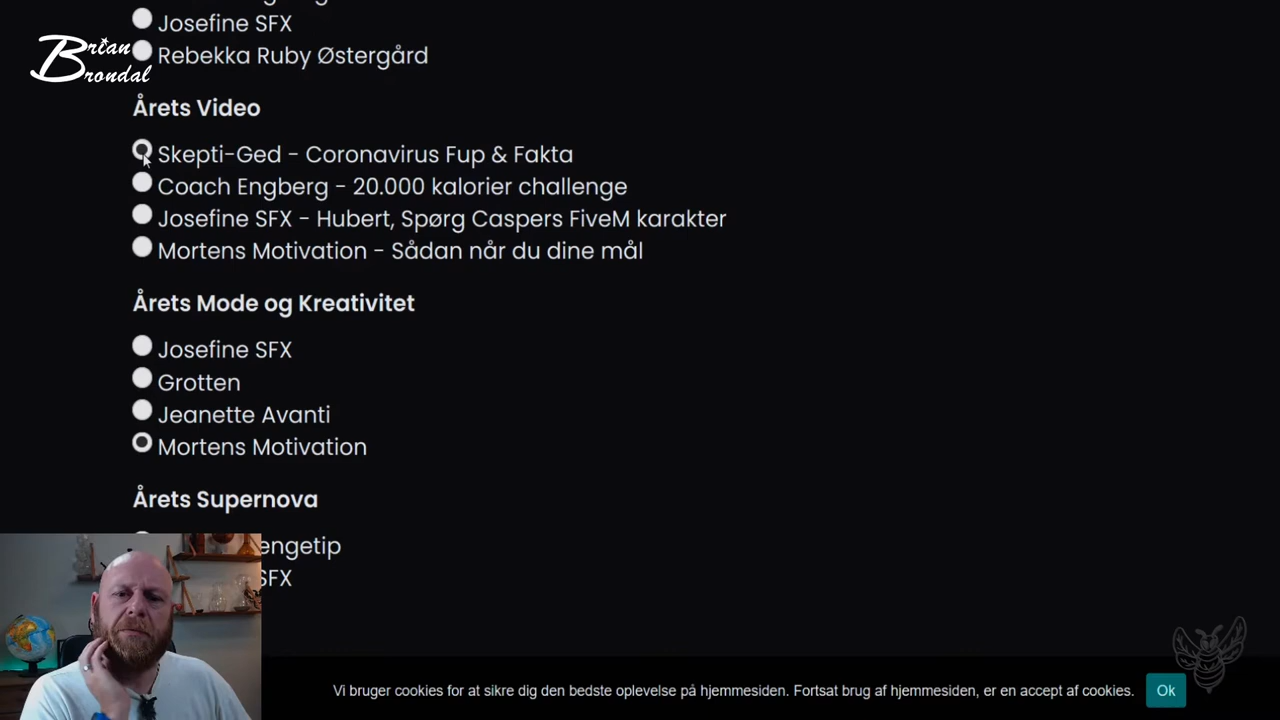 Josefine SFX
Rebekka Ruby Østergård
Brian Brondal
Årets Video
Skepti-Ged - Coronavirus Fup & Fakta
Coach Engberg - 20.000 kalorier challenge
Josefine SFX - Hubert, Spørg Caspers FiveM karakter
Mortens Motivation - Sådan når du dine mål
Årets Mode og Kreativitet
Josefine SFX
Grotten
Jeanette Avanti
Mortens Motivation
Årets Supernova
engetip
SFX
Vi bruger cookies for at sikre dig den bedste oplevelse på hjemmesiden. Fortsat brug af hjemmesiden, er en accept af cookies.
Ok